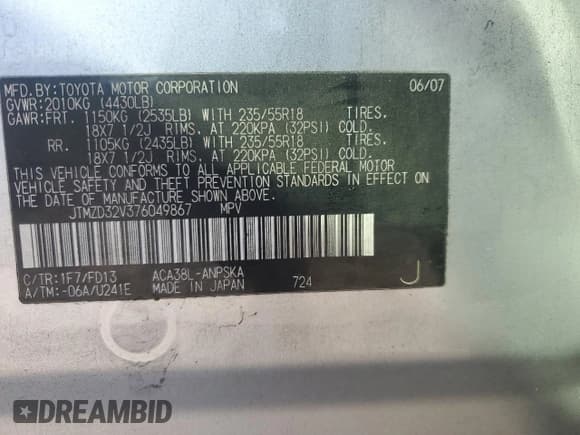 MFD.BY:TOYOTA MOTOR CORPORATION 06/07
GVWR:2010KG (4430LB)
GAWR:FRT. 1150KG (2535LB) WITH 235/55R18 TIRES.
18X7 1/2J RIMS. AT 220KPA (32PSI) COLD.
RR. 1105KG (2435LB) WITH 235/55R18 TIRES.
18X7 1/2J RIMS. AT 220KPA (32PSI) COLD.
THIS VEHICLE CONFORMS TO ALL APPLICABLE FEDERAL MOTOR
VEHICLE SAFETY AND THEFT PREVENTION STANDARDS IN EFFECT ON
THE DATE OF MANUFACTURE SHOWN ABOVE.
JTMZD32V376049867 MPV
C/TR:1F7/FD13 ACA38L-ANPSKA
A/TM:-06A/U241E MADE IN JAPAN 724 J
DREAMBID